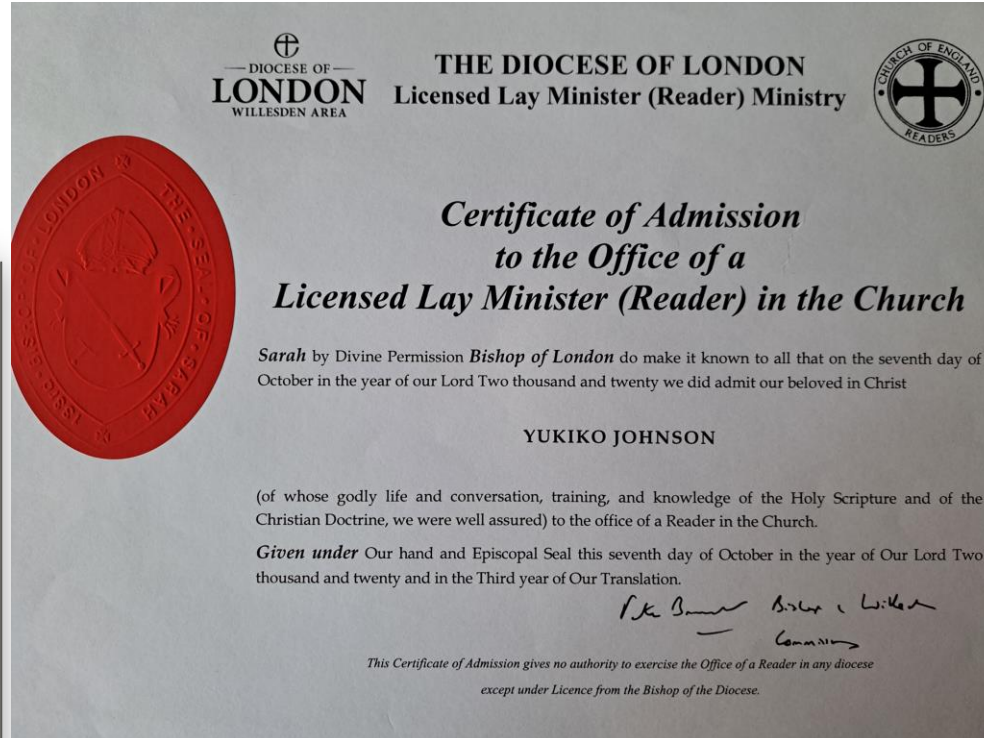 DIOCESE OF
LONDON
WILLESDEN AREA
THE DIOCESE OF LONDON
Licensed Lay Minister (Reader) Ministry
CHURCH OF ENGLAND
READERS
THE · SEAL · OF · SARAH
BISHOP · OF · LONDON
Certificate of Admission
to the Office of a
Licensed Lay Minister (Reader) in the Church
Sarah by Divine Permission Bishop of London do make it known to all that on the seventh day of
October in the year of our Lord Two thousand and twenty we did admit our beloved in Christ
YUKIKO JOHNSON
(of whose godly life and conversation, training, and knowledge of the Holy Scripture and of the
Christian Doctrine, we were well assured) to the office of a Reader in the Church.
Given under Our hand and Episcopal Seal this seventh day of October in the year of Our Lord Two
thousand and twenty and in the Third year of Our Translation.
Bishop
This Certificate of Admission gives no authority to exercise the Office of a Reader in any diocese
except under Licence from the Bishop of the Diocese.